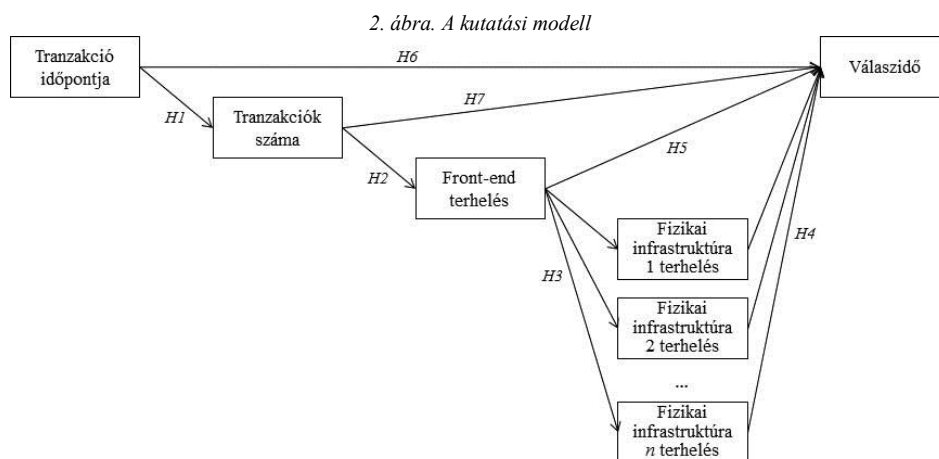 2. ábra. A kutatási modell
Tranzakció
időpontja
H6
Válaszidő
H1
Tranzakciók
száma
H7
H2
Front-end
terhelés
H5
H3
Fizikai
infrastruktúra
1 terhelés
H4
Fizikai
infrastruktúra
2 terhelés
...
Fizikai
infrastruktúra
n terhelés